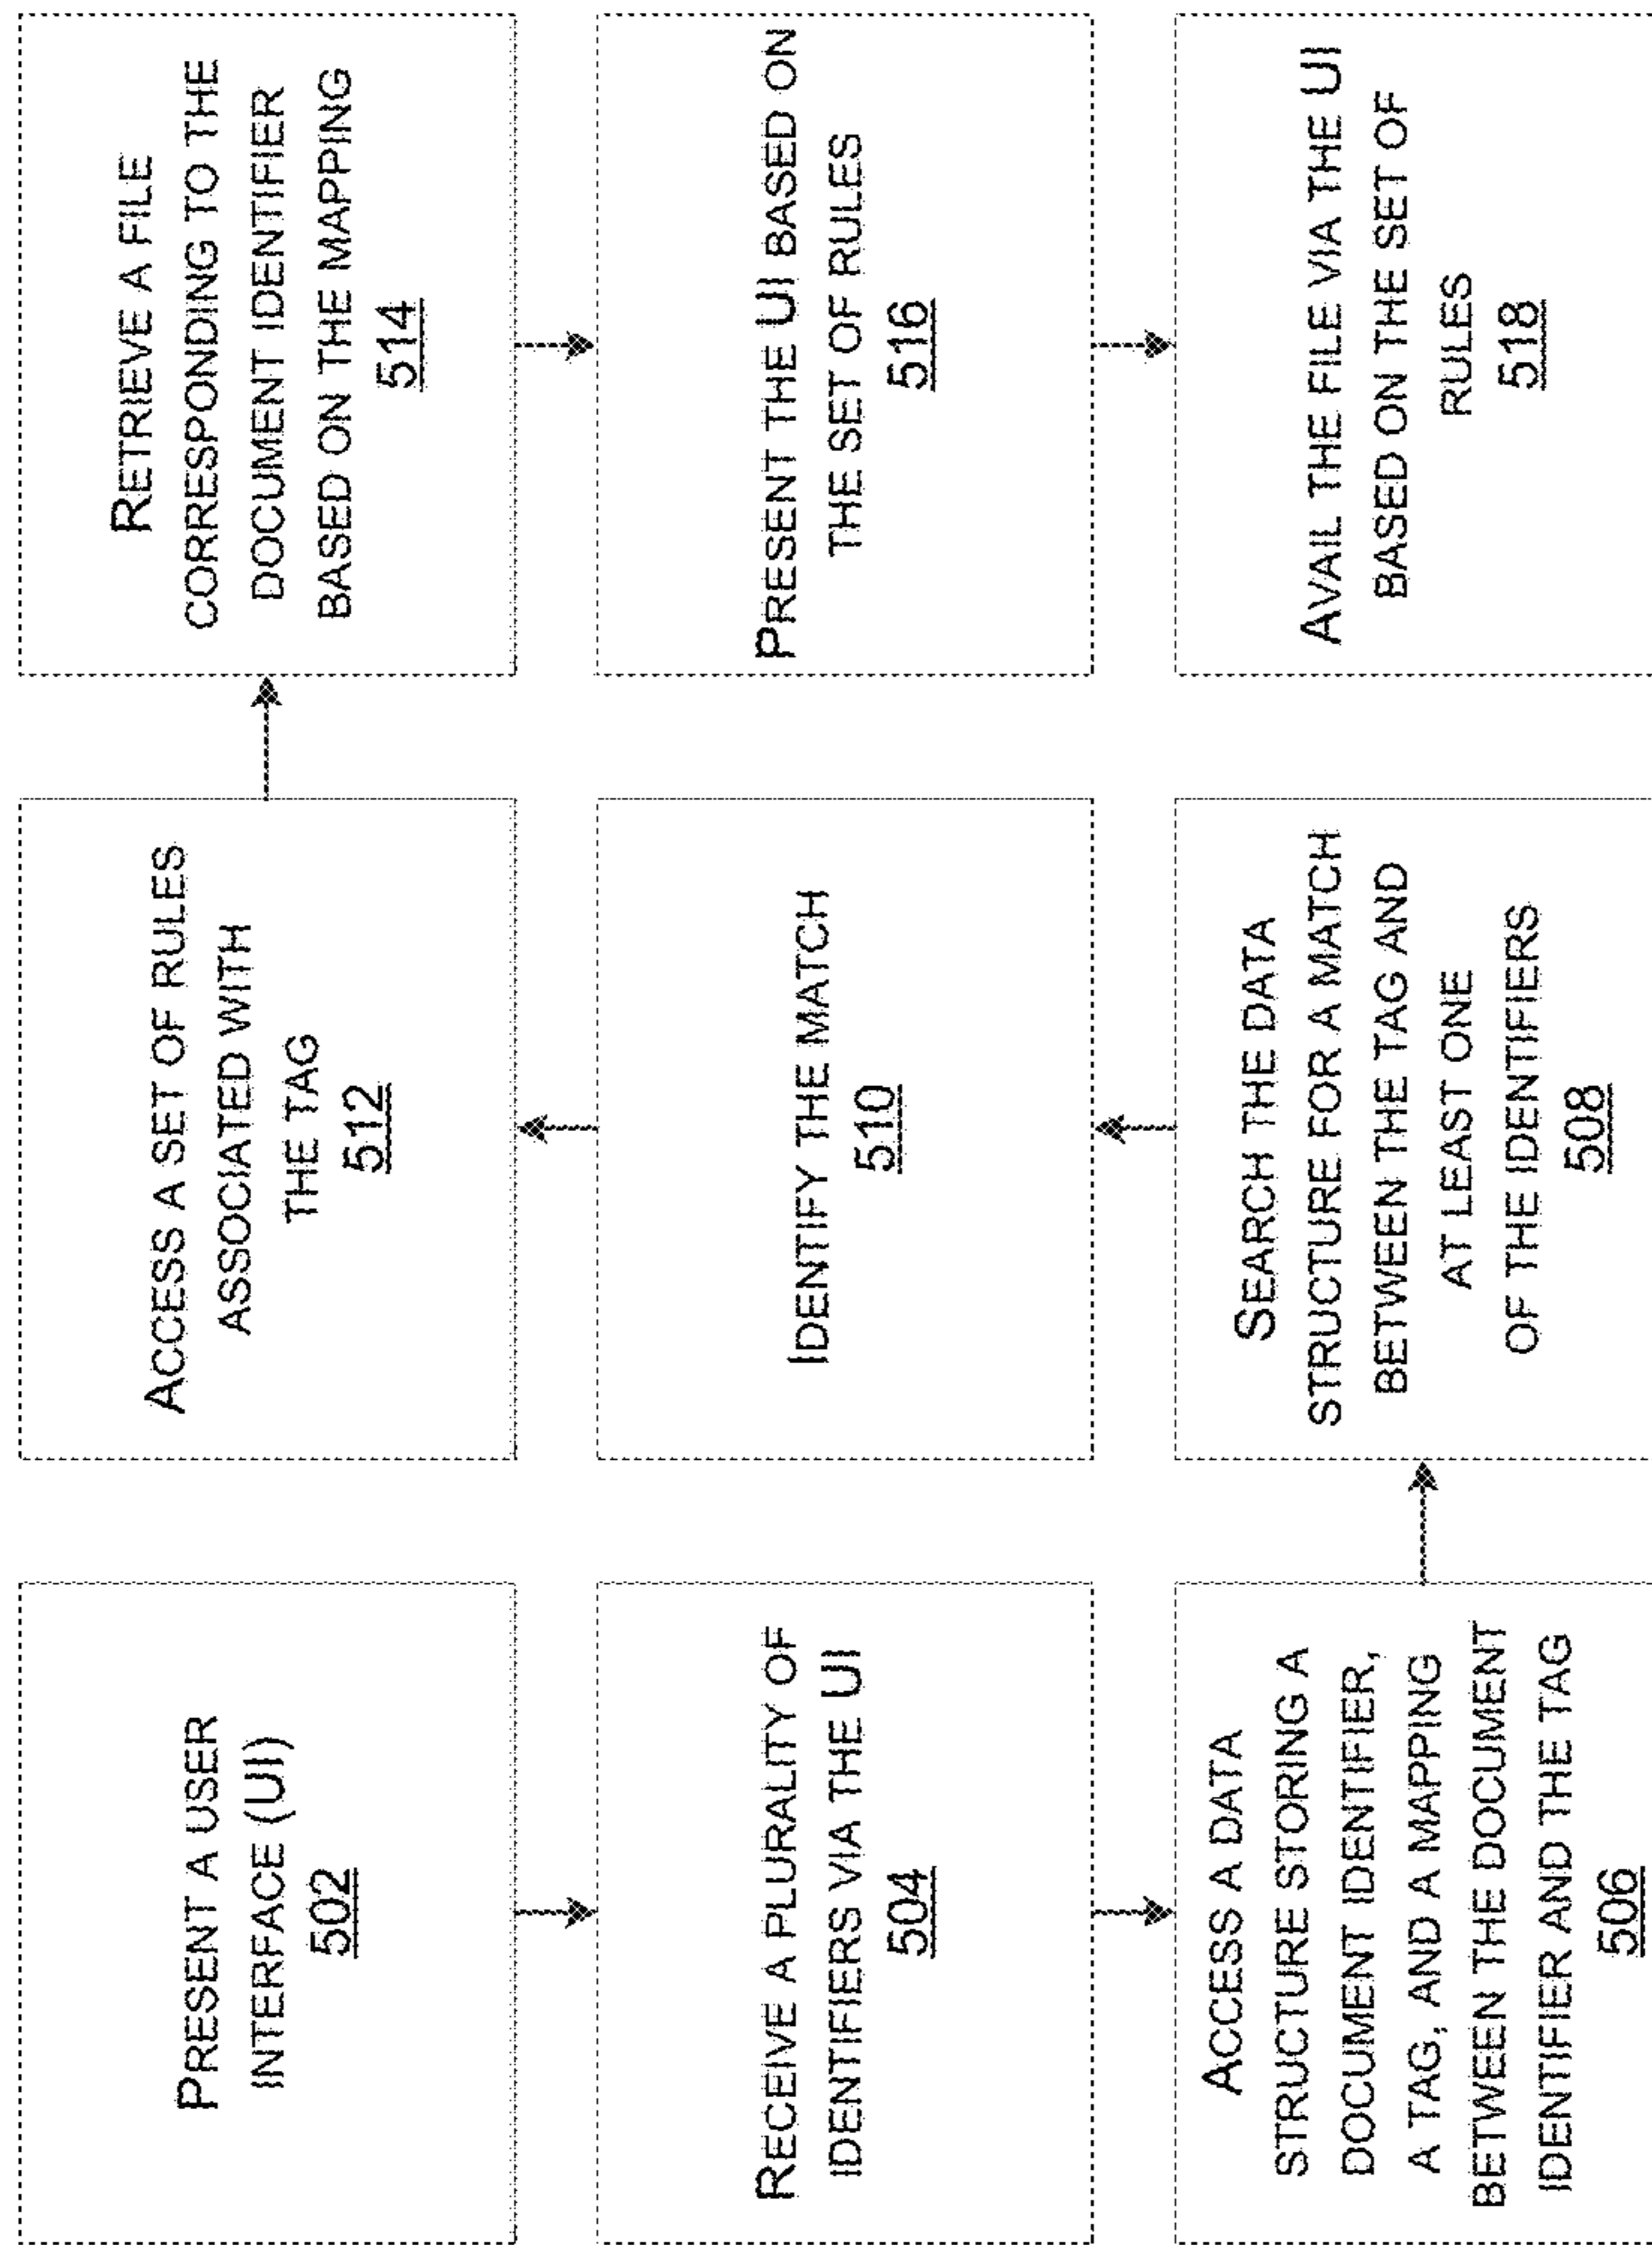 PRESENT A USER
INTERFACE (UI)
502
RECEIVE A PLURALITY OF
IDENTIFIERS VIA THE UI
504
ACCESS A DATA
STRUCTURE STORING A
DOCUMENT IDENTIFIER,
A TAG, AND A MAPPING
BETWEEN THE DOCUMENT
IDENTIFIER AND THE TAG
506
SEARCH THE DATA
STRUCTURE FOR A MATCH
BETWEEN THE TAG AND
AT LEAST ONE
OF THE IDENTIFIERS
508
IDENTIFY THE MATCH
510
ACCESS A SET OF RULES
ASSOCIATED WITH
THE TAG
512
RETRIEVE A FILE
CORRESPONDING TO THE
DOCUMENT IDENTIFIER
BASED ON THE MAPPING
514
PRESENT THE UI BASED ON
THE SET OF RULES
516
AVAIL THE FILE VIA THE UI
BASED ON THE SET OF
RULES
518